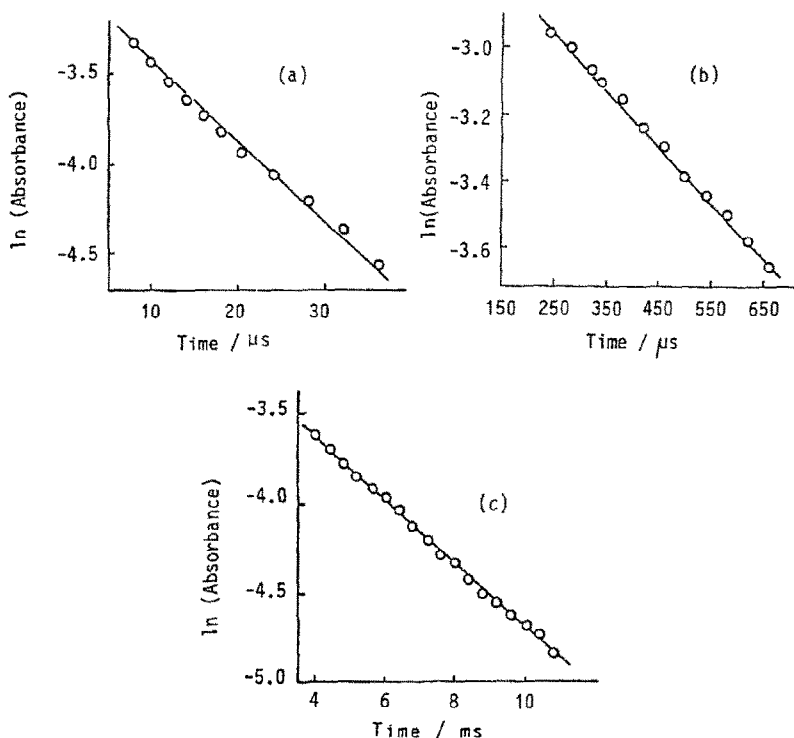 (a)
ln (Absorbance)
-3.5
-4.0
-4.5
10 20 30
Time / μs
(b)
ln(Absorbance)
-3.0
-3.2
-3.4
-3.6
150 250 350 450 550 650
Time / μs
(c)
ln (Absorbance)
-3.5
-4.0
-4.5
-5.0
4 6 8 10
Time / ms